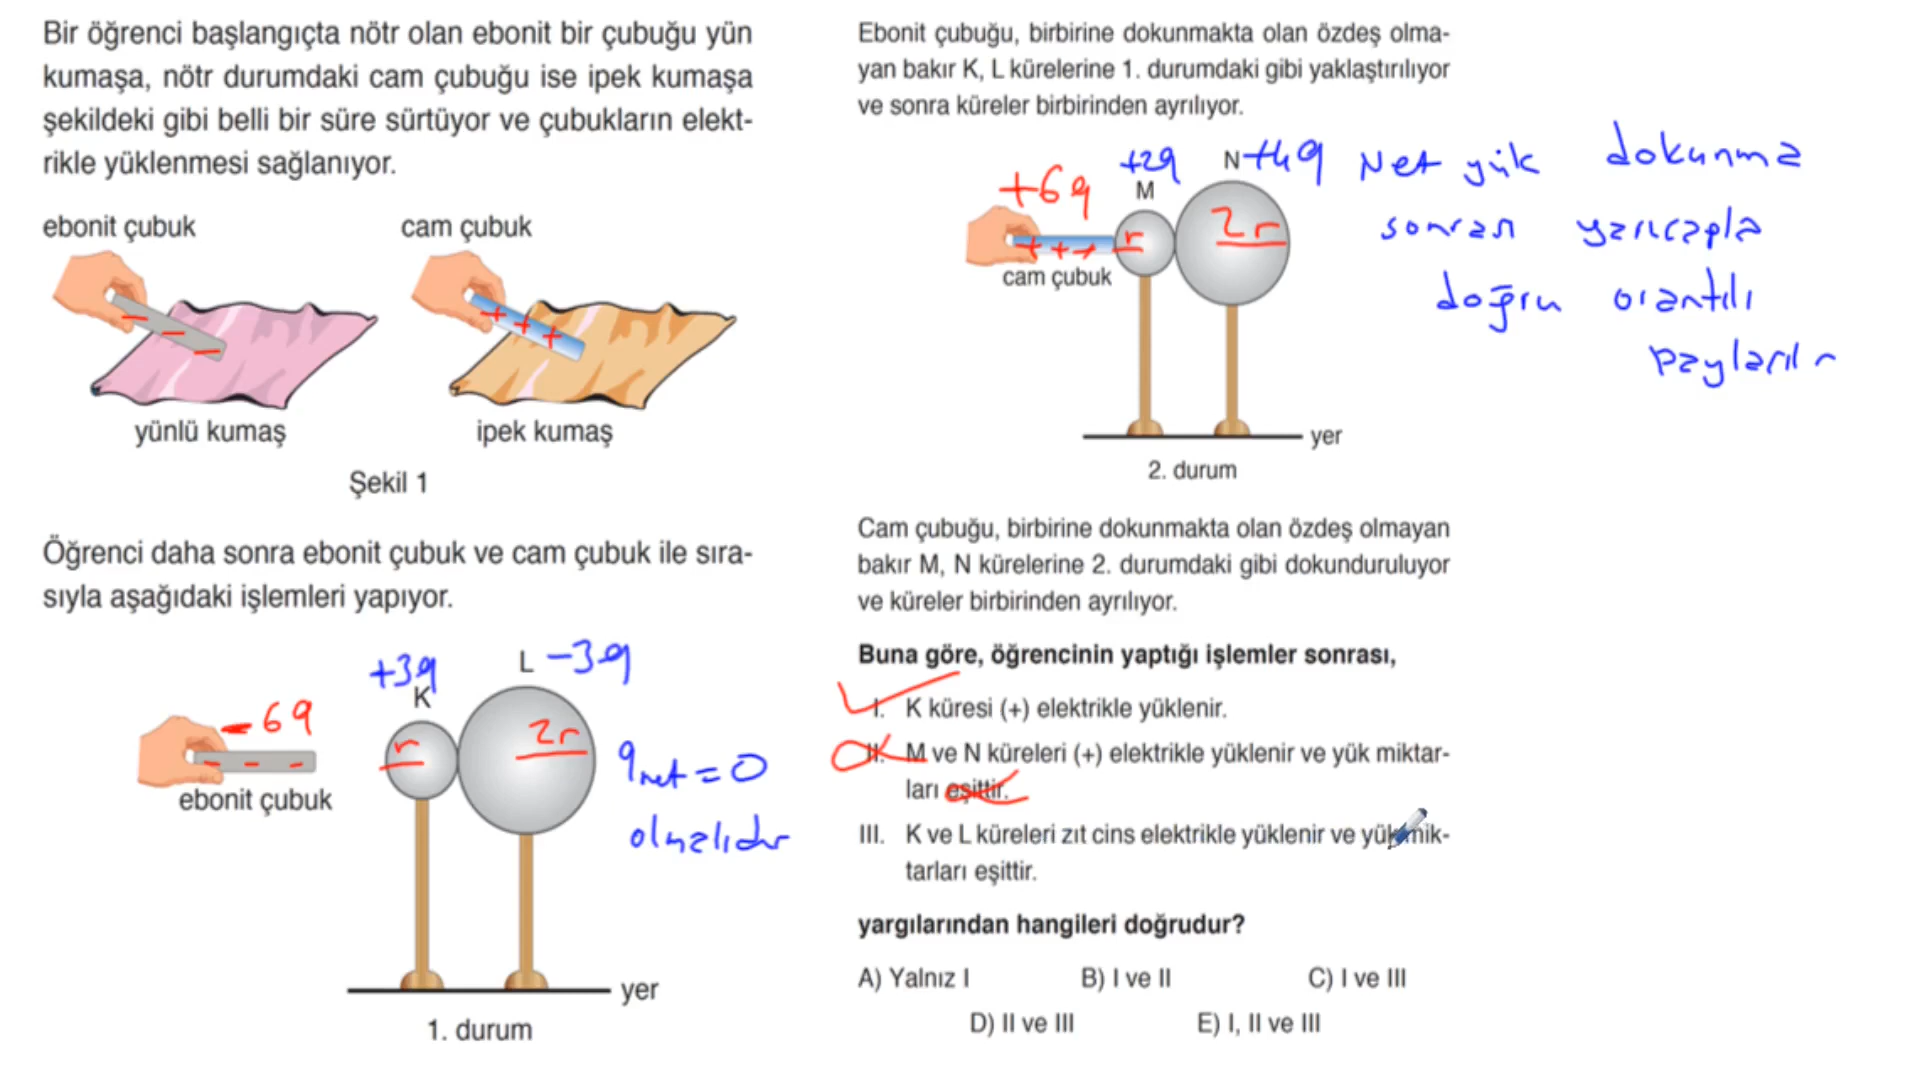 Bir öğrenci başlangıçta nötr olan ebonit bir çubuğu yün
kumaşa, nötr durumdaki cam çubuğu ise ipek kumaşa
şekildeki gibi belli bir süre sürtüyor ve çubukların elekt-
rikle yüklenmesi sağlanıyor.
ebonit çubuk
cam çubuk
- - -
+ + +
yünlü kumaş
ipek kumaş
Şekil 1
Öğrenci daha sonra ebonit çubuk ve cam çubuk ile sıra-
sıyla aşağıdaki işlemleri yapıyor.
+3q
L -3q
K
-6q
r
2r
- - -
ebonit çubuk
qnet = 0
olmalıdır
yer
1. durum
Ebonit çubuğu, birbirine dokunmakta olan özdeş olma-
yan bakır K, L kürelerine 1. durumdaki gibi yaklaştırılıyor
ve sonra küreler birbirinden ayrılıyor.
+2q
N +4q
+6q
M
r
2r
+ + +
cam çubuk
Net yük dokunma
sonrası yarıçapla
doğru orantılı
paylaşılır
yer
2. durum
Cam çubuğu, birbirine dokunmakta olan özdeş olmayan
bakır M, N kürelerine 2. durumdaki gibi dokunduruluyor
ve küreler birbirinden ayrılıyor.
Buna göre, öğrencinin yaptığı işlemler sonrası,
I. K küresi (+) elektrikle yüklenir.
II. M ve N küreleri (+) elektrikle yüklenir ve yük miktar-
ları eşittir.
III. K ve L küreleri zıt cins elektrikle yüklenir ve yük mik-
tarları eşittir.
yargılarından hangileri doğrudur?
A) Yalnız I
B) I ve II
C) I ve III
D) II ve III
E) I, II ve III